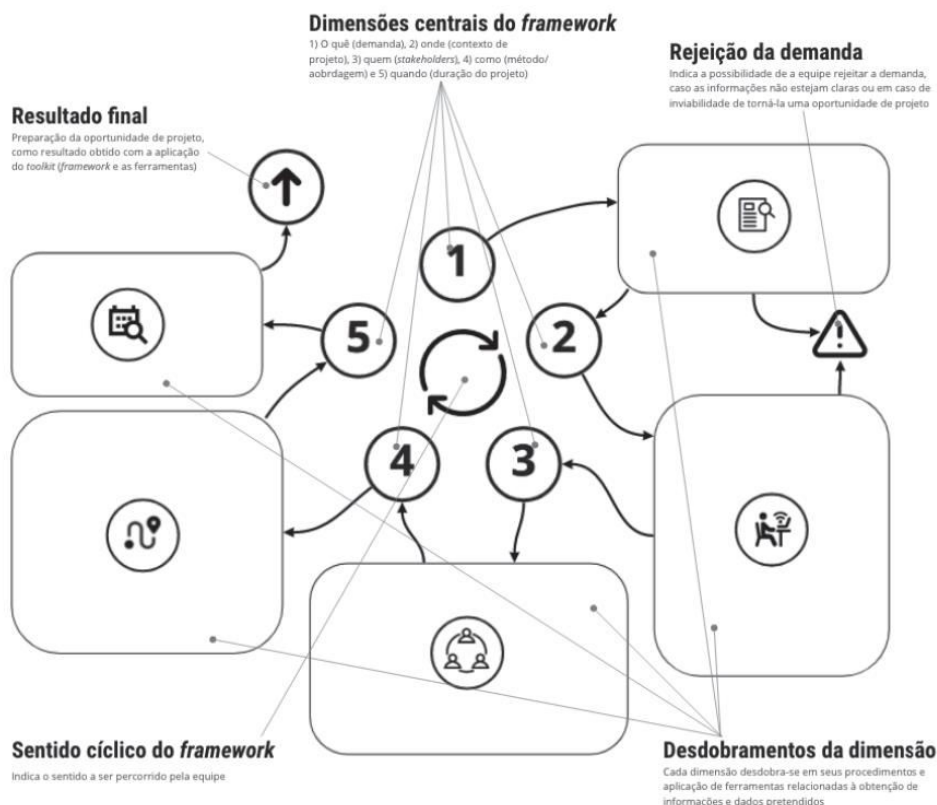 Dimensões centrais do framework
1) O quê (demanda), 2) onde (contexto de
projeto), 3) quem (stakeholders), 4) como (método/
aobrdagem) e 5) quando (duração do projeto)
Rejeição da demanda
Indica a possibilidade de a equipe rejeitar a demanda,
caso as informações não estejam claras ou em caso de
inviabilidade de torná-la uma oportunidade de projeto
Resultado final
Preparação da oportunidade de projeto,
como resultado obtido com a aplicação
do toolkit (framework e as ferramentas)
1
5
2
4
3
Sentido cíclico do framework
Indica o sentido a ser percorrido pela equipe
Desdobramentos da dimensão
Cada dimensão desdobra-se em seus procedimentos e
aplicação de ferramentas relacionadas à obtenção de
informações e dados pretendidos